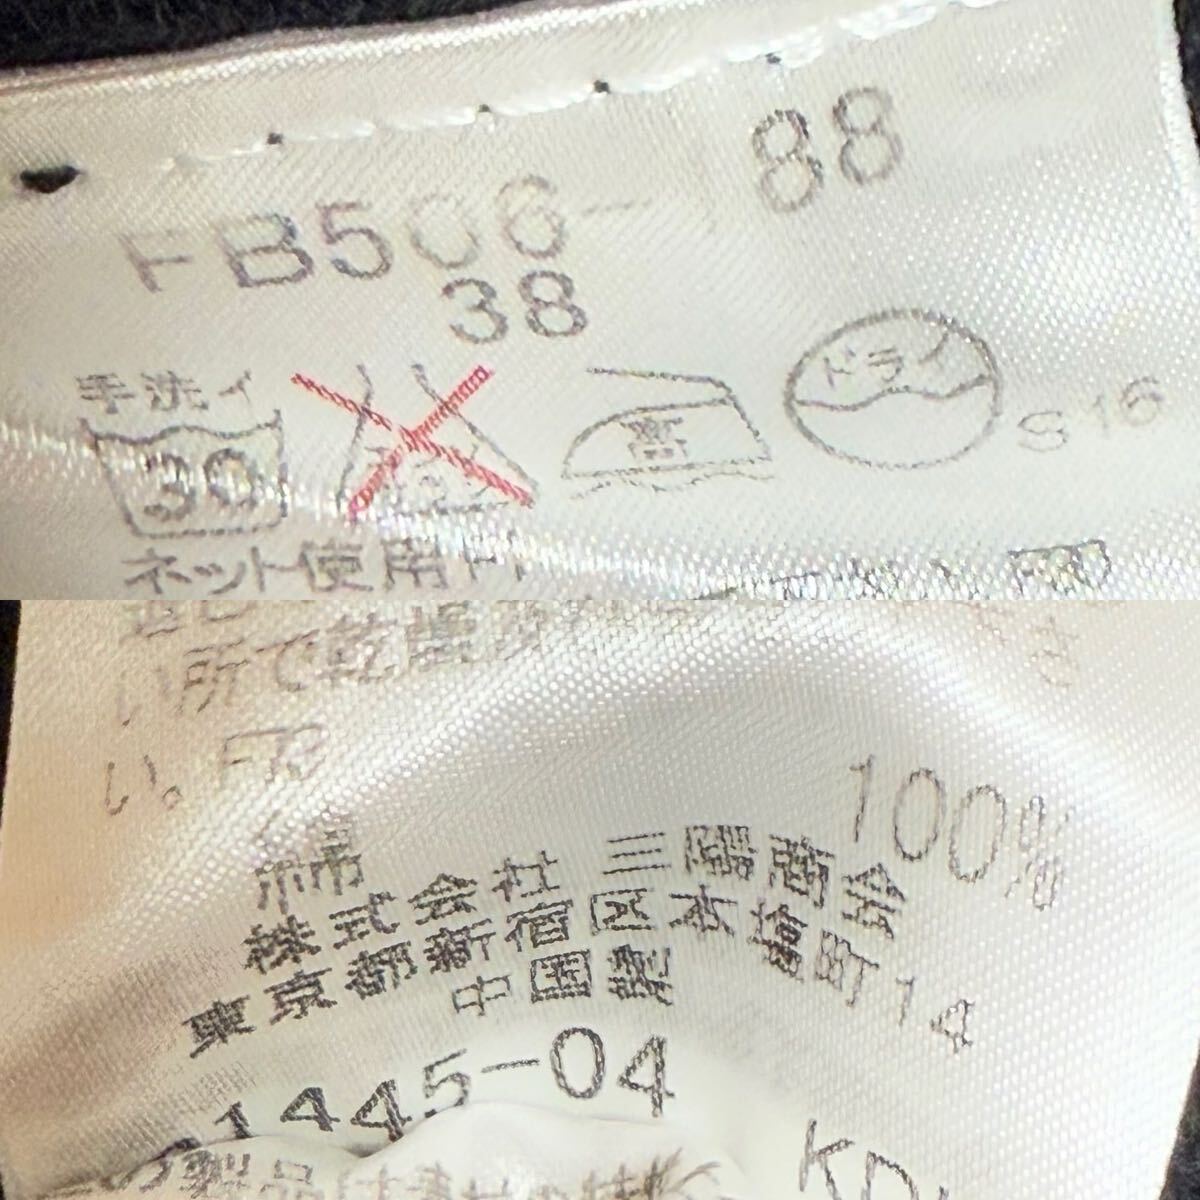 FB506- 88
38
手洗イ
30 高 ドライ S16
ネット使用
い所で乾燥
い。
綿 100%
株式会社 三陽商会
東京都新宿区本塩町14
中国製
1445-04